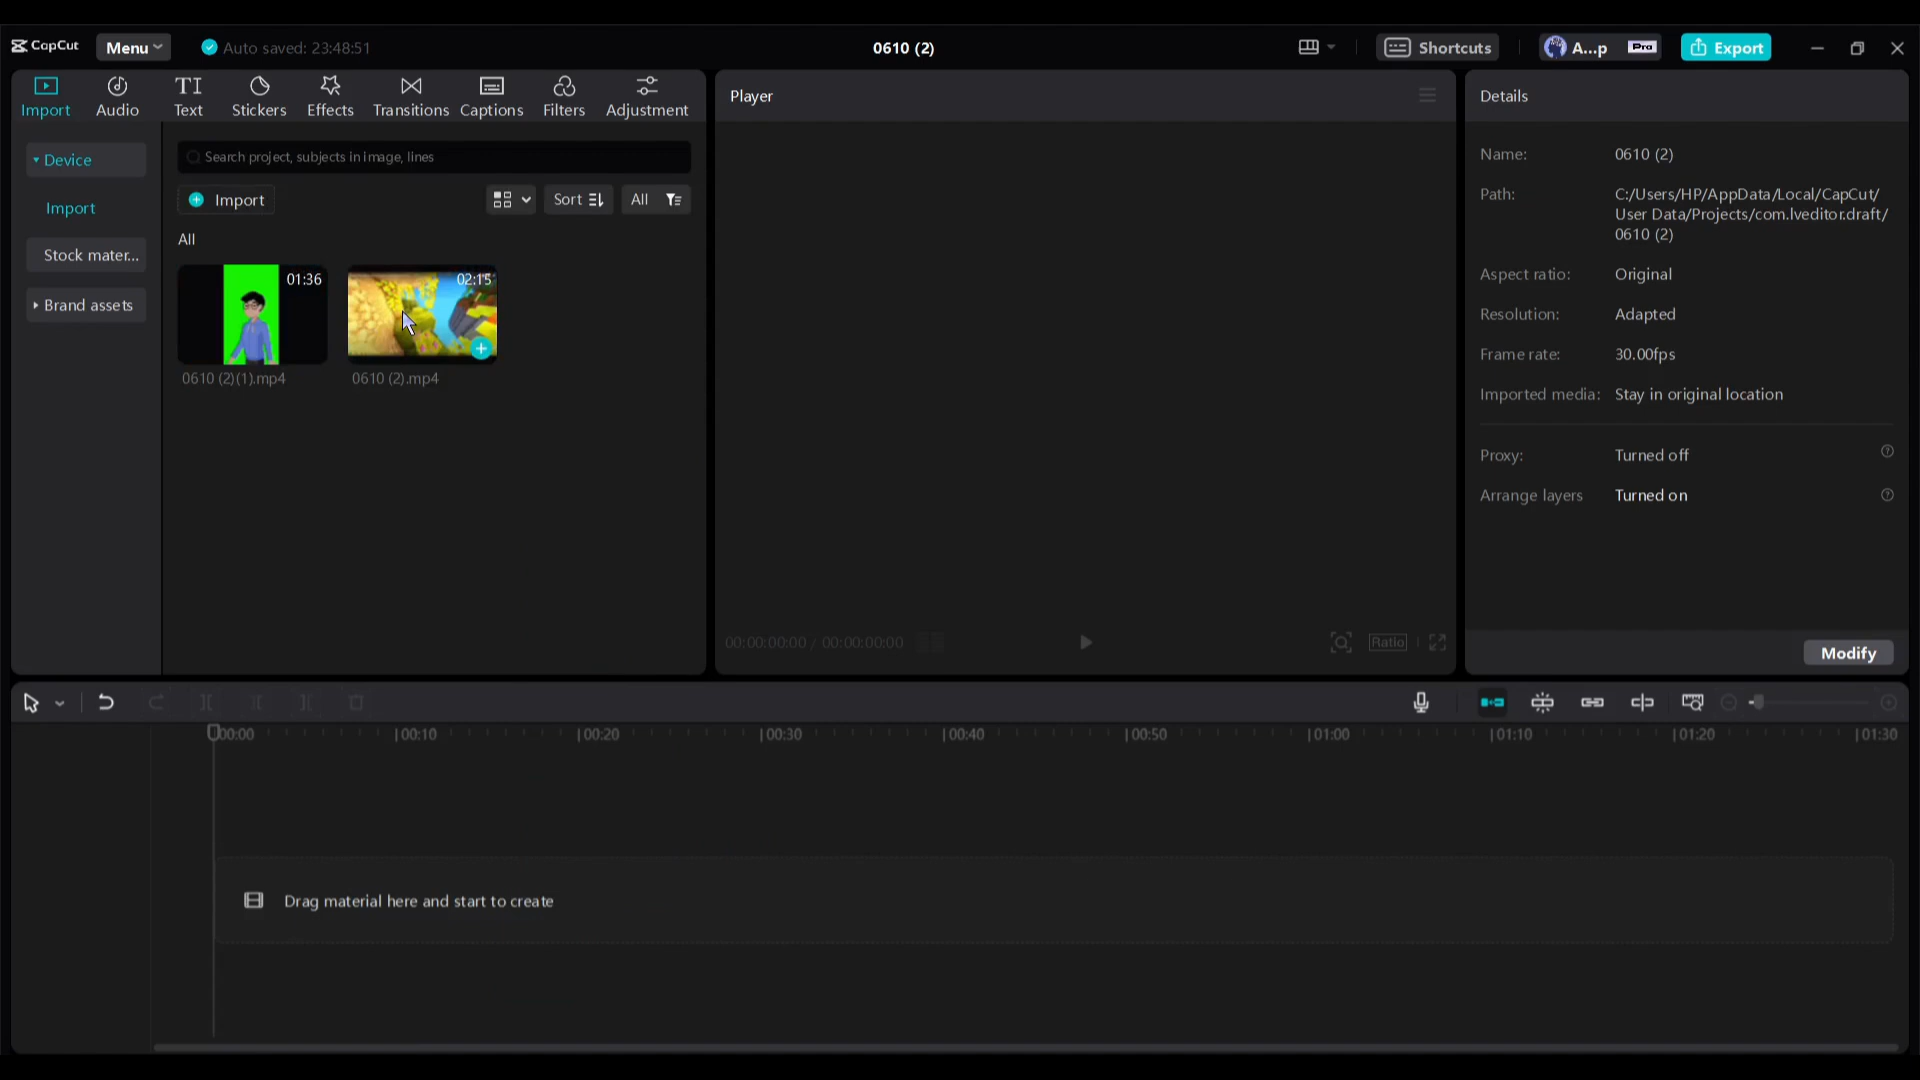 CapCut
Menu
Auto saved: 23:48:51
0610 (2)
Shortcuts
A...p
Pro
Export
Import
Audio
TI
Text
Stickers
Effects
Transitions
Captions
Filters
Adjustment
Device
Import
Stock mater...
Brand assets
Search project, subjects in image, lines
Import
Sort
All
All
01:36
0610 (2)(1).mp4
02:15
0610 (2).mp4
Player
00:00:00:00 / 00:00:00:00
Ratio
Details
Name: 0610 (2)
Path: C:/Users/HP/AppData/Local/CapCut/
User Data/Projects/com.lveditor.draft/
0610 (2)
Aspect ratio: Original
Resolution: Adapted
Frame rate: 30.00fps
Imported media: Stay in original location
Proxy: Turned off
Arrange layers Turned on
Modify
00:00 |00:10 |00:20 |00:30 |00:40 |00:50 |01:00 |01:10 |01:20 |01:30
Drag material here and start to create